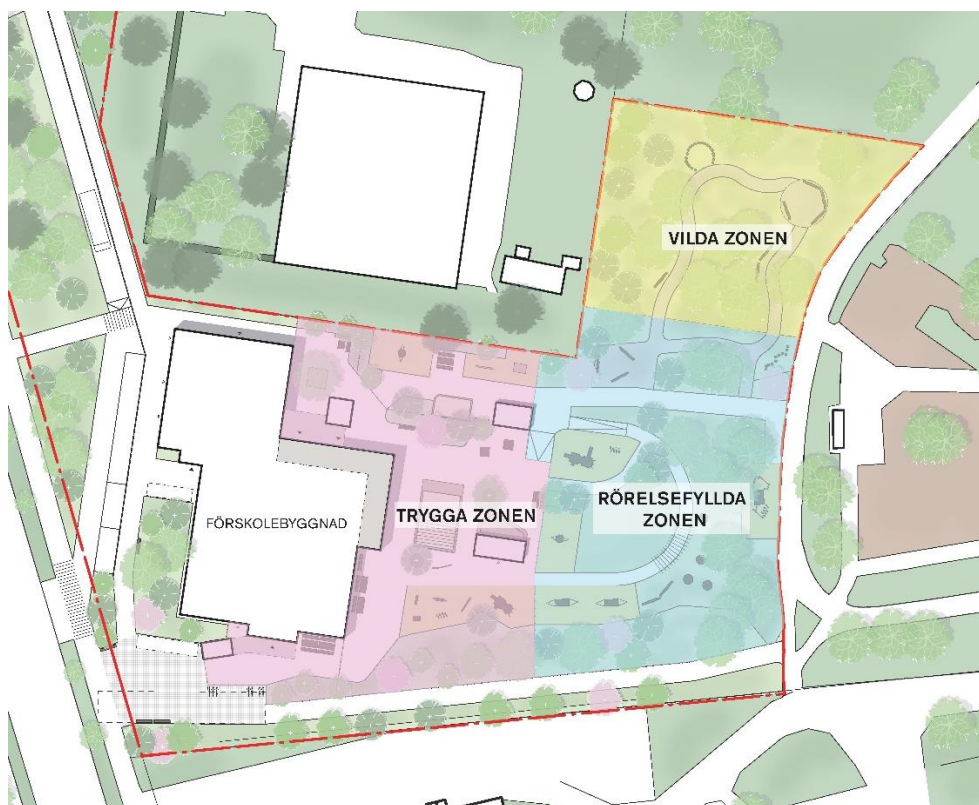 VILDA ZONEN
FÖRSKOLEBYGGNAD
TRYGGA ZONEN
RÖRELSEFYLLDA
ZONEN